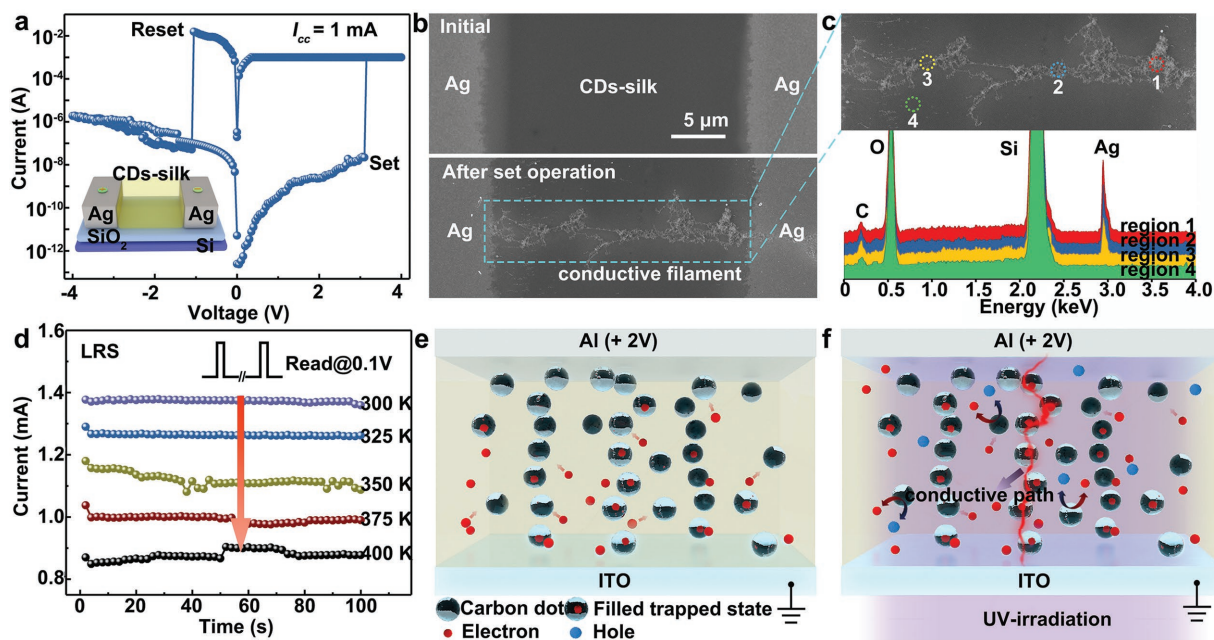 a
Reset
I_cc = 1 mA
Current (A)
10⁻²
10⁻⁴
10⁻⁶
10⁻⁸
10⁻¹⁰
10⁻¹²
Set
CDs-silk
Ag
Ag
SiO₂
Si
-4
-2
0
2
4
Voltage (V)
b
Initial
Ag
CDs-silk
Ag
5 μm
After set operation
Ag
Ag
conductive filament
c
3
2
1
4
O
Si
Ag
C
region 1
region 2
region 3
region 4
0
0.5
1.0
1.5
2.0
2.5
3.0
3.5
4.0
Energy (keV)
d
LRS
Read@0.1V
Current (mA)
1.6
1.4
1.2
1.0
0.8
300 K
325 K
350 K
375 K
400 K
0
20
40
60
80
100
Time (s)
e
Al (+ 2V)
ITO
Carbon dot
Filled trapped state
Electron
Hole
f
Al (+ 2V)
conductive path
ITO
UV-irradiation